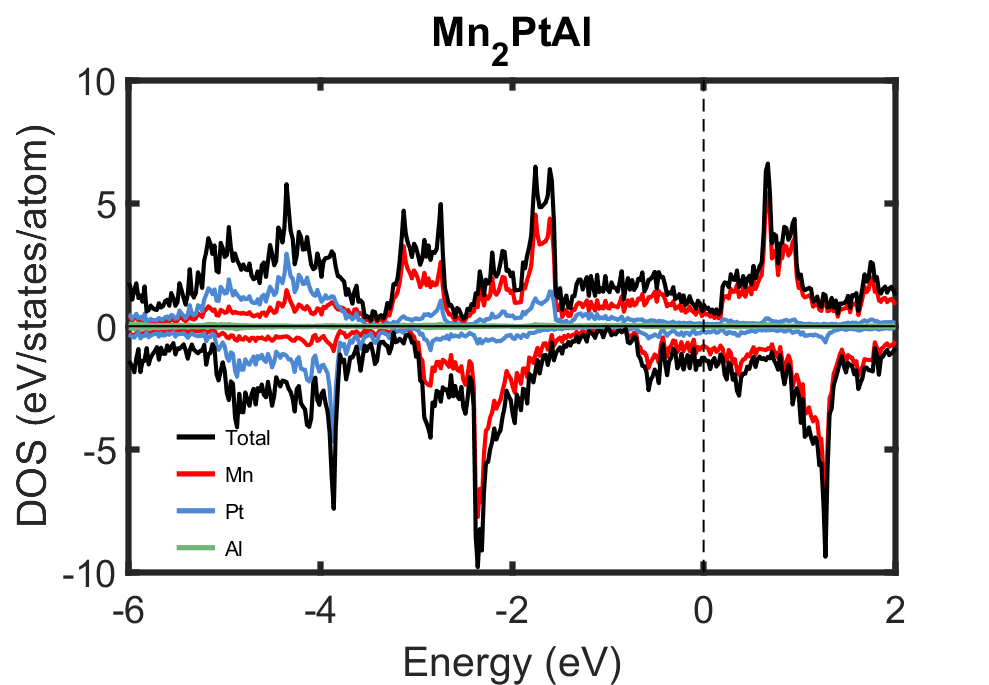 Mn2PtAl
DOS (eV/states/atom)
10
5
0
-5
-10
Total
Mn
Pt
Al
-6 -4 -2 0 2
Energy (eV)